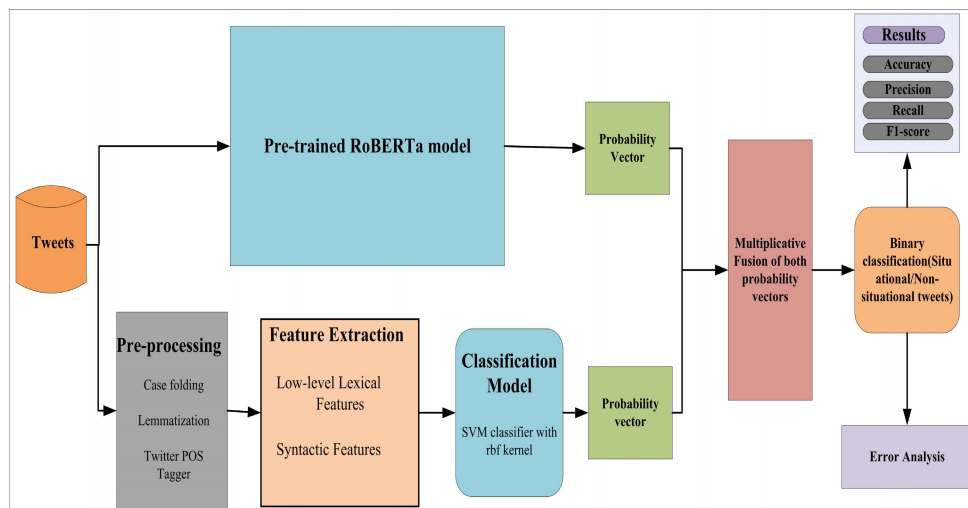 Tweets
Pre-trained RoBERTa model
Probability
Vector
Pre-processing
Case folding
Lemmatization
Twitter POS
Tagger
Feature Extraction
Low-level Lexical
Features
Syntactic Features
Classification
Model
SVM classifier with
rbf kernel
Probability
vector
Multiplicative
Fusion of both
probability
vectors
Binary
classification(Situ
ational/Non-
situational tweets)
Results
Accuracy
Precision
Recall
F1-score
Error Analysis